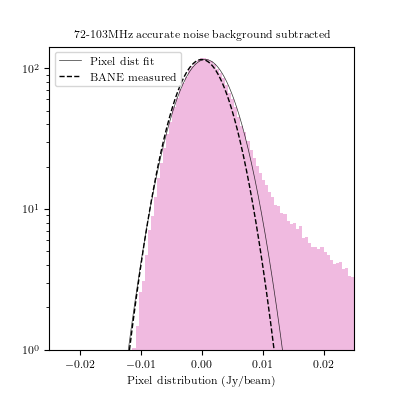 72-103MHz accurate noise background subtracted
Pixel dist fit
BANE measured
10²
10¹
10⁰
−0.02 −0.01 0.00 0.01 0.02
Pixel distribution (Jy/beam)